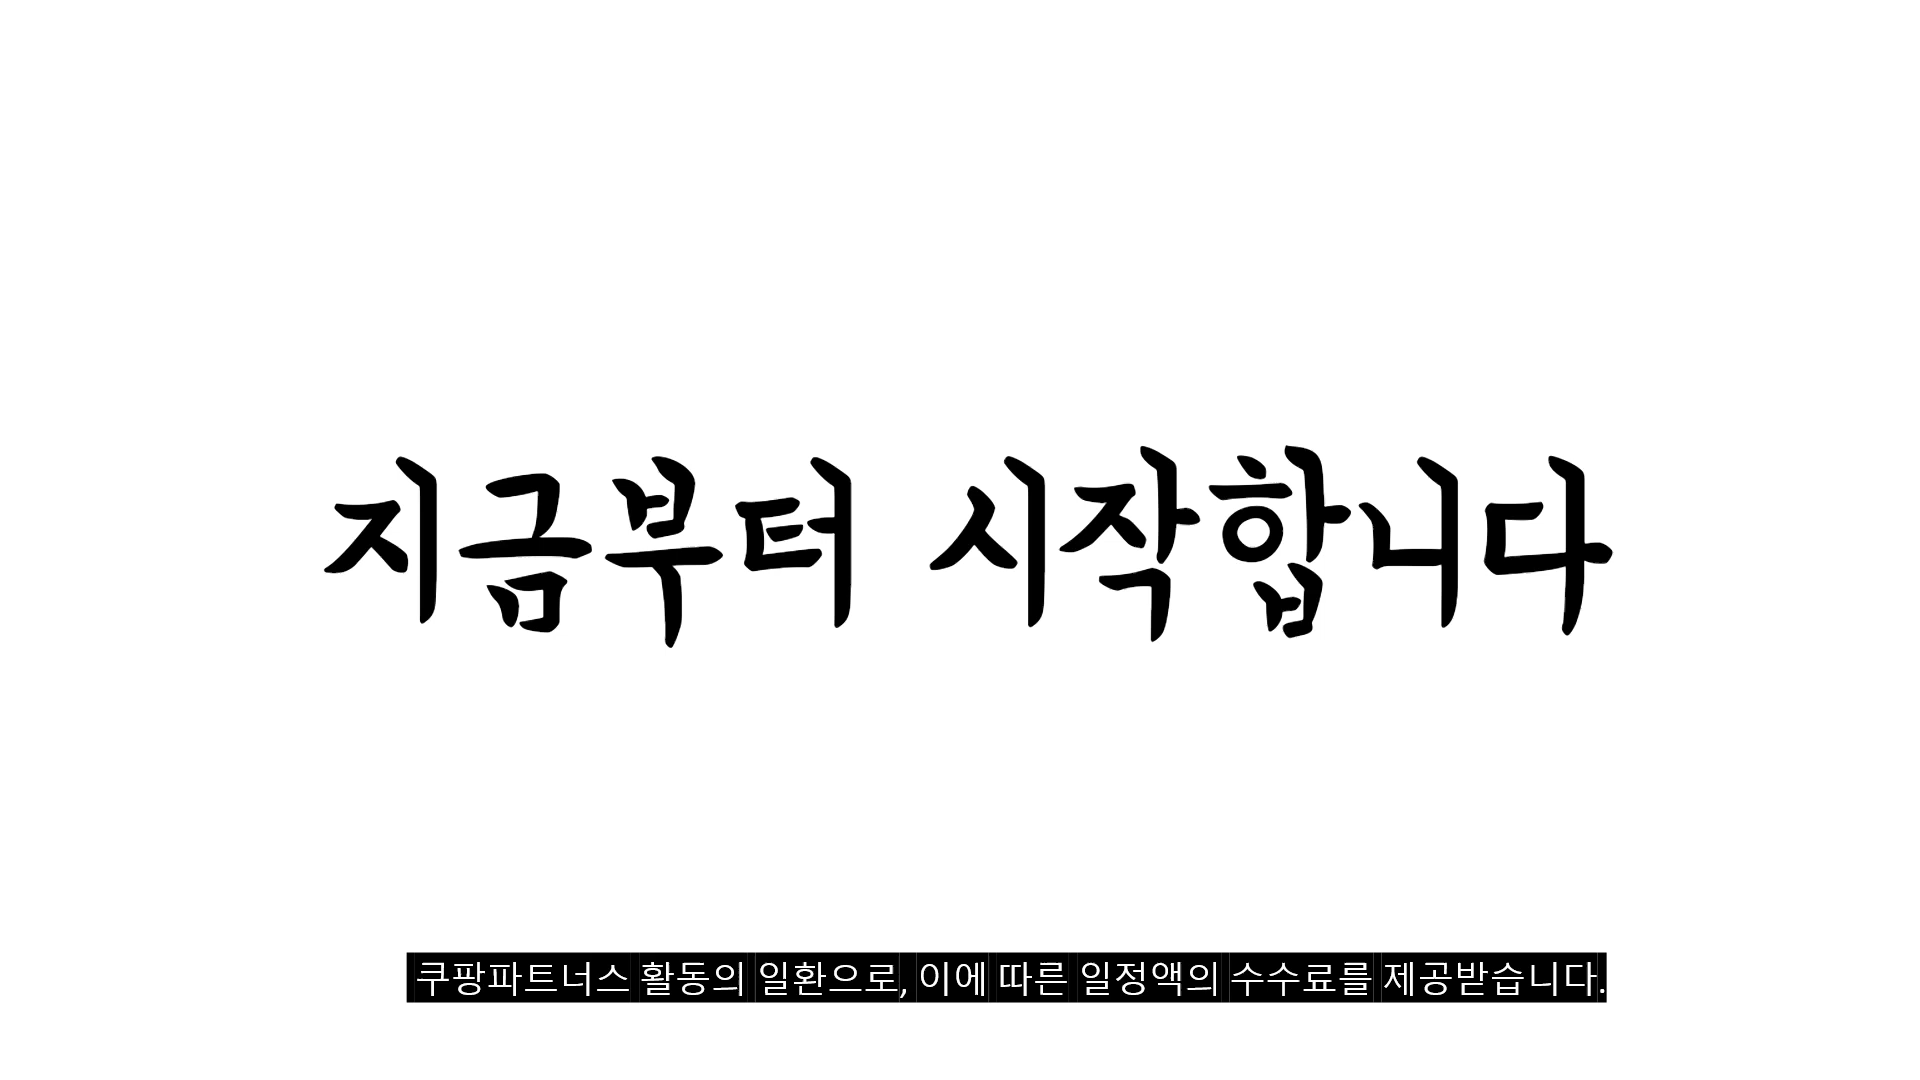 지금부터 시작합니다
쿠팡파트너스 활동의 일환으로, 이에 따른 일정액의 수수료를 제공받습니다.